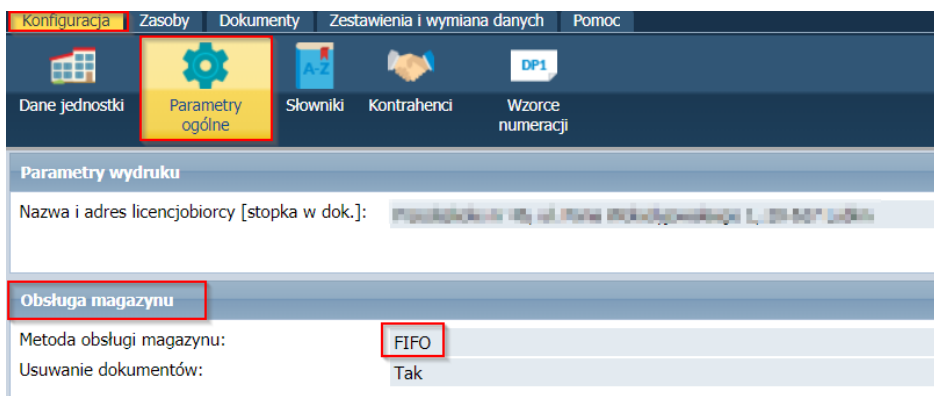 Konfiguracja Zasoby Dokumenty Zestawienia i wymiana danych Pomoc
A-Z DP1
Dane jednostki Parametry ogólne Słowniki Kontrahenci Wzorce numeracji
Parametry wydruku
Nazwa i adres licencjobiorcy [stopka w dok.]:
Obsługa magazynu
Metoda obsługi magazynu: FIFO
Usuwanie dokumentów: Tak